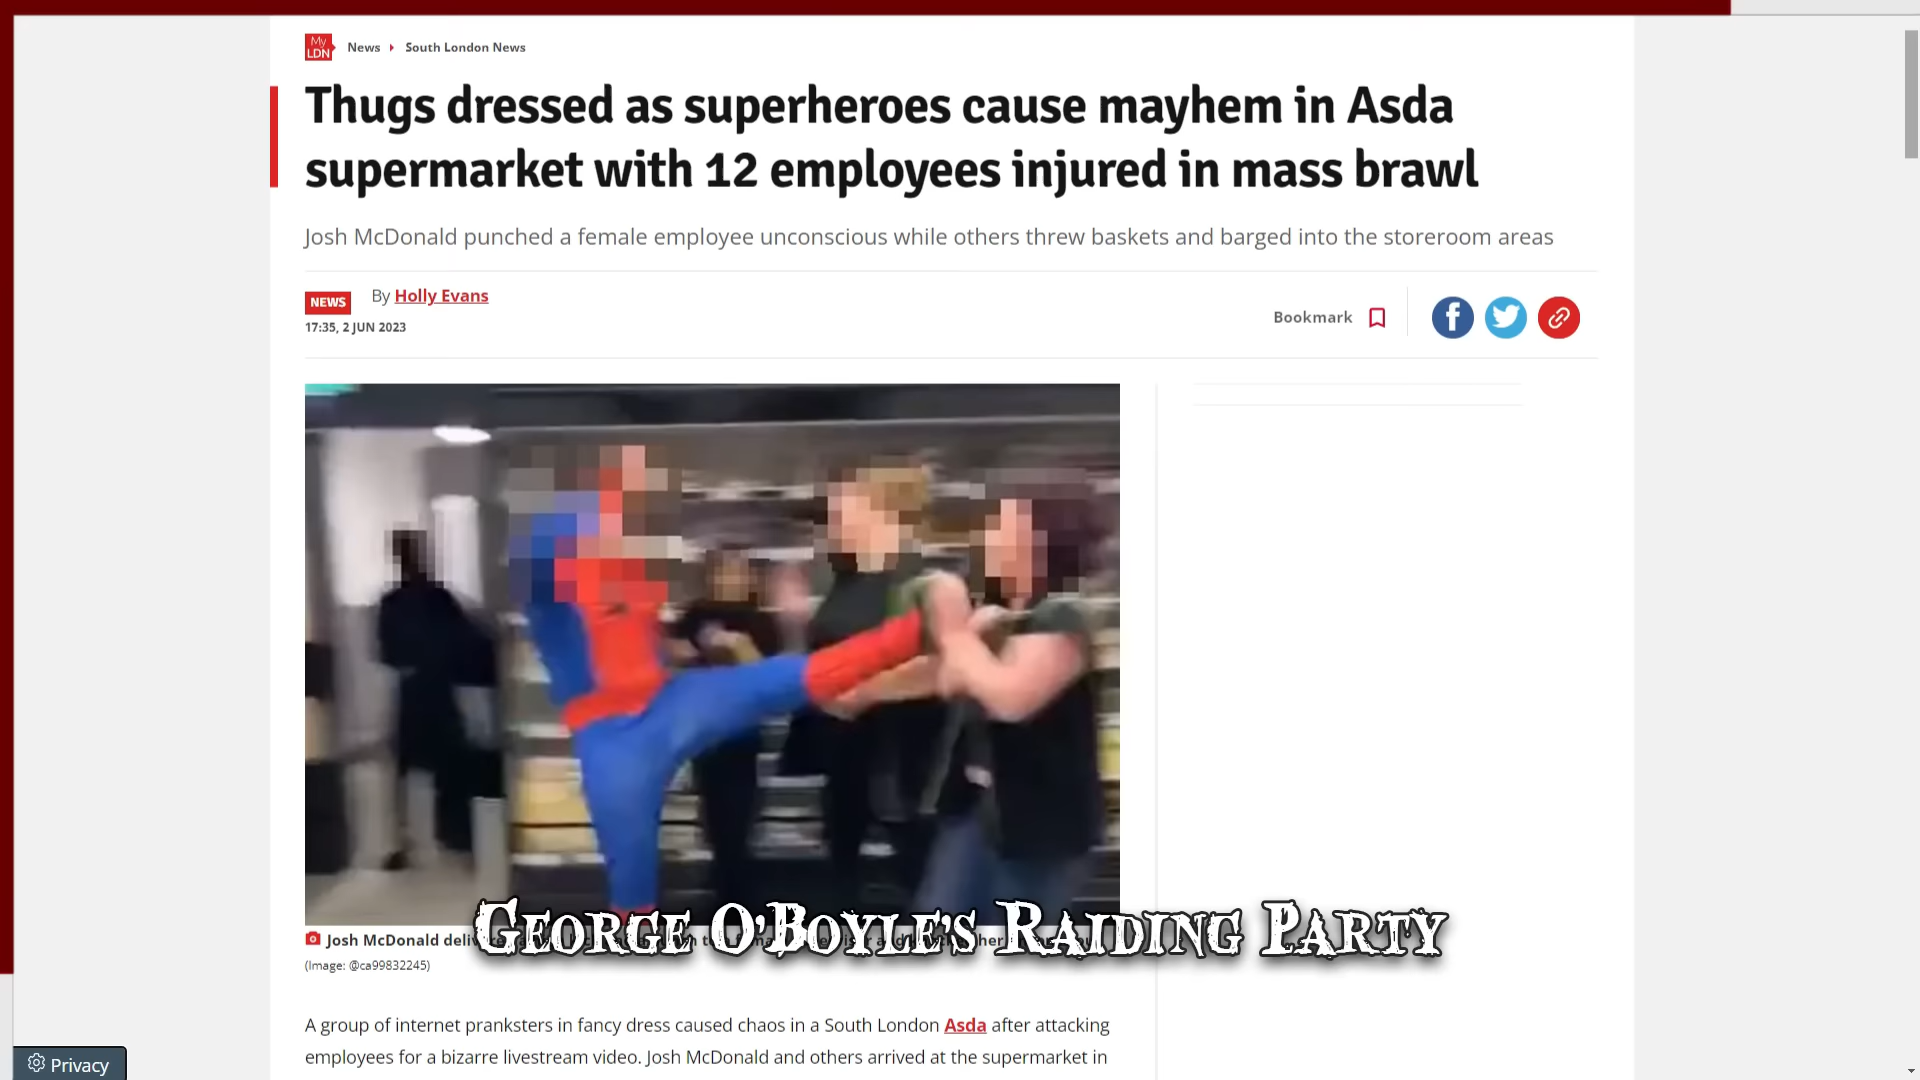 My
LDN
News
South London News
Thugs dressed as superheroes cause mayhem in Asda
supermarket with 12 employees injured in mass brawl
Josh McDonald punched a female employee unconscious while others threw baskets and barged into the storeroom areas
NEWS
By Holly Evans
17:35, 2 JUN 2023
Bookmark
George O'Boyle's Raiding Party
Josh McDonald
(Image: @ca99832245)
A group of internet pranksters in fancy dress caused chaos in a South London Asda after attacking
employees for a bizarre livestream video. Josh McDonald and others arrived at the supermarket in
Privacy